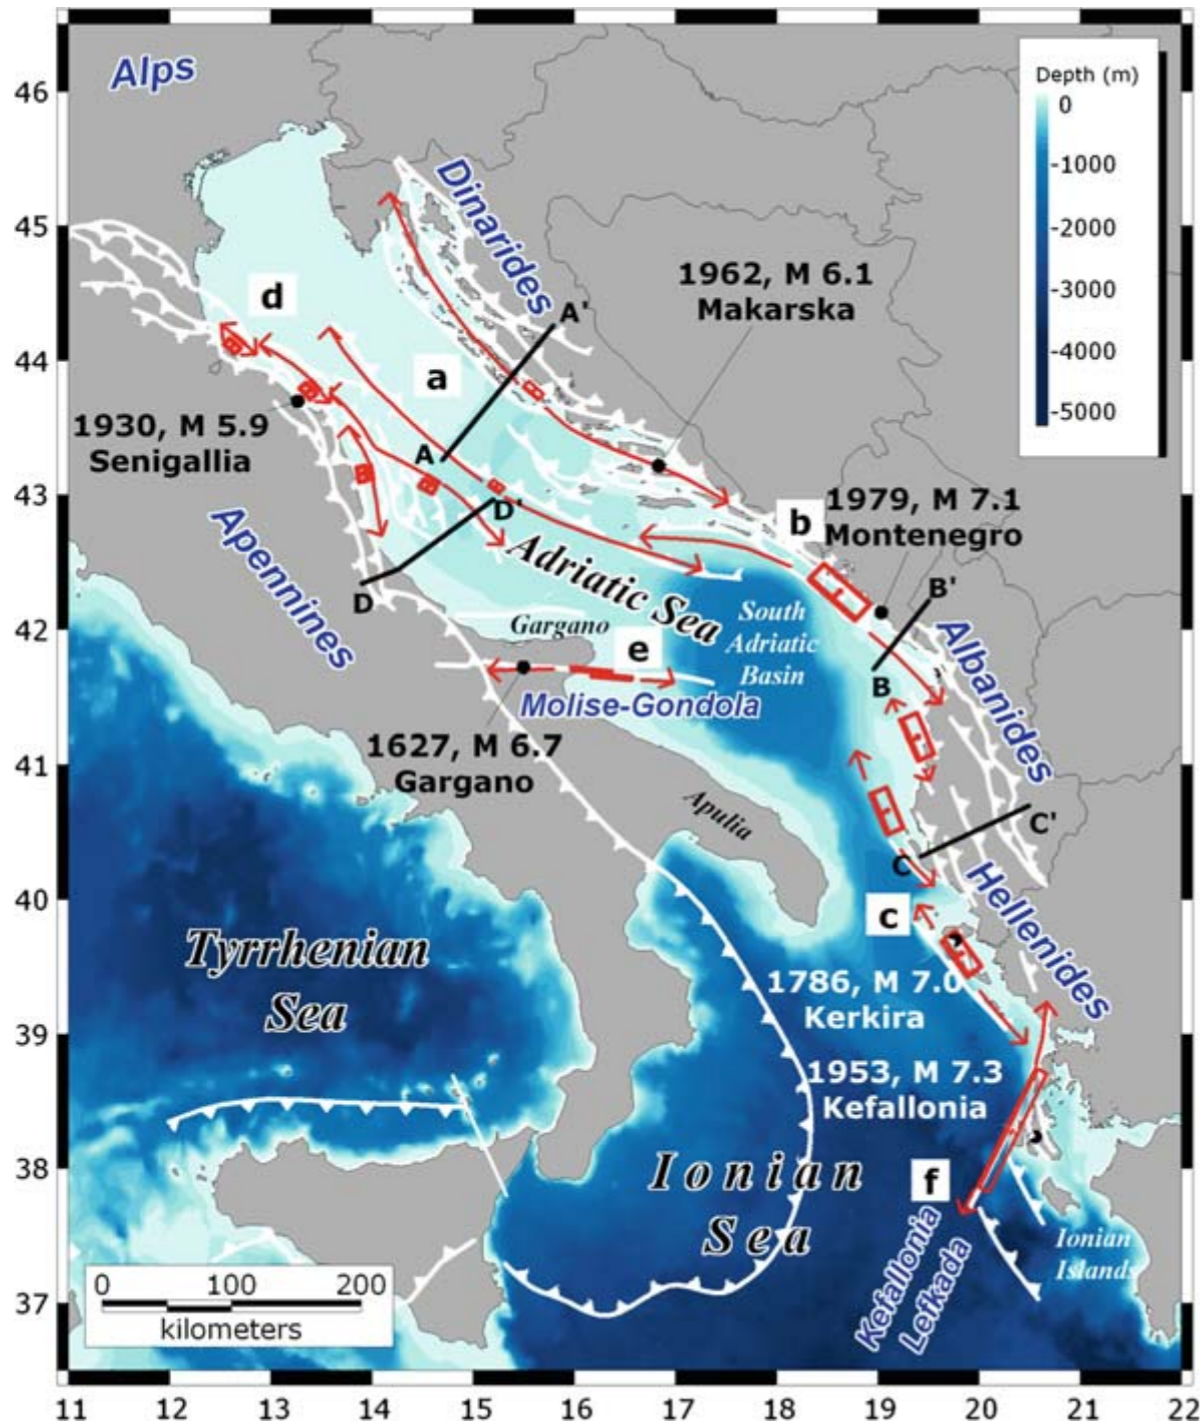 Alps
46
45
44
43
42
41
40
39
38
37
Depth (m)
0
-1000
-2000
-3000
-4000
-5000
Dinarides
A'
1962, M 6.1
Makarska
d
a
1930, M 5.9
Senigallia
A
D'
b
1979, M 7.1
Montenegro
Apennines
Adriatic Sea
D
B'
Gargano
South
Adriatic
Basin
e
B
Albanides
Molise-Gondola
1627, M 6.7
Gargano
Apulia
C'
C
Hellenides
c
Tyrrhenian
Sea
1786, M 7.0
Kerkira
1953, M 7.3
Kefallonia
Ionian
Sea
f
Kefallonia
Lefkada
Ionian
Islands
0 100 200
kilometers
11 12 13 14 15 16 17 18 19 20 21 22